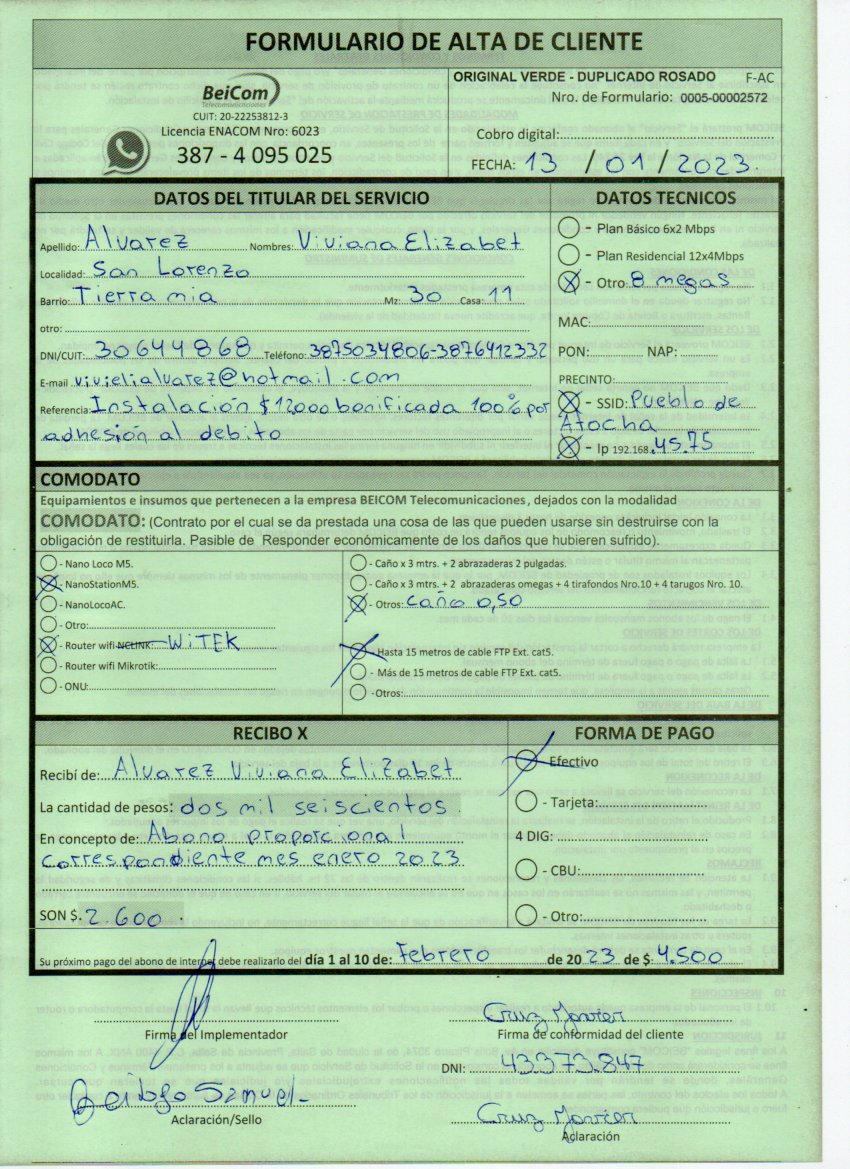 FORMULARIO DE ALTA DE CLIENTE
BeiCom
Telecomunicaciones
CUIT: 20-22253812-3
Licencia ENACOM Nro: 6023
387 - 4 095 025
ORIGINAL VERDE - DUPLICADO ROSADO F-AC
Nro. de Formulario: 0005-00002572
Cobro digital:
FECHA: 13 / 01 / 2023.
DATOS DEL TITULAR DEL SERVICIO
Apellido: Alvarez Nombres: Viviana Elizabet
Localidad: San Lorenzo
Barrio: Tierra mia Mz: 30 Casa: 11
otro:
DNI/CUIT: 30644868 Teléfono: 3875034806-3876412332
E-mail vivielialvarez@hotmail.com
Referencia: Instalación $12000 bonificada 100% por
adhesión al debito
DATOS TECNICOS
- Plan Básico 6x2 Mbps
- Plan Residencial 12x4Mbps
- Otro: 8 megas
MAC:
PON: NAP:
PRECINTO:
- SSID: Pueblo de
Atocha
- Ip 192.168. 45.75
COMODATO
Equipamientos e insumos que pertenecen a la empresa BEICOM Telecomunicaciones, dejados con la modalidad
COMODATO: (Contrato por el cual se da prestada una cosa de las que pueden usarse sin destruirse con la
obligación de restituirla. Pasible de Responder económicamente de los daños que hubieren sufrido).
- Nano Loco M5.
- NanoStationM5.
- NanoLocoAC.
- Otro:
- Router wifi NCLINK: WiTEK
- Router wifi Mikrotik:
- ONU:
- Caño x 3 mtrs. + 2 abrazaderas 2 pulgadas.
- Caño x 3 mtrs. + 2 abrazaderas omegas + 4 tirafondos Nro.10 + 4 tarugos Nro. 10.
- Otros: Caño 0,50
- Hasta 15 metros de cable FTP Ext. cat5.
- Más de 15 metros de cable FTP Ext. cat5.
- Otros:
RECIBO X
Recibí de: Alvarez Viviana Elizabet
La cantidad de pesos: dos mil seiscientos
En concepto de: Abono proporcional
correspondiente mes enero 2023
SON $. 2.600
FORMA DE PAGO
Efectivo
- Tarjeta:
4 DIG:
- CBU:
- Otro:
Su próximo pago del abono de internet debe realizarlo del día 1 al 10 de: Febrero de 20 23 de $: 4.500
Firma del Implementador
Aclaración/Sello
Cruz Javier
Firma de conformidad del cliente
DNI: 43373.847
Cruz Javier
Aclaración